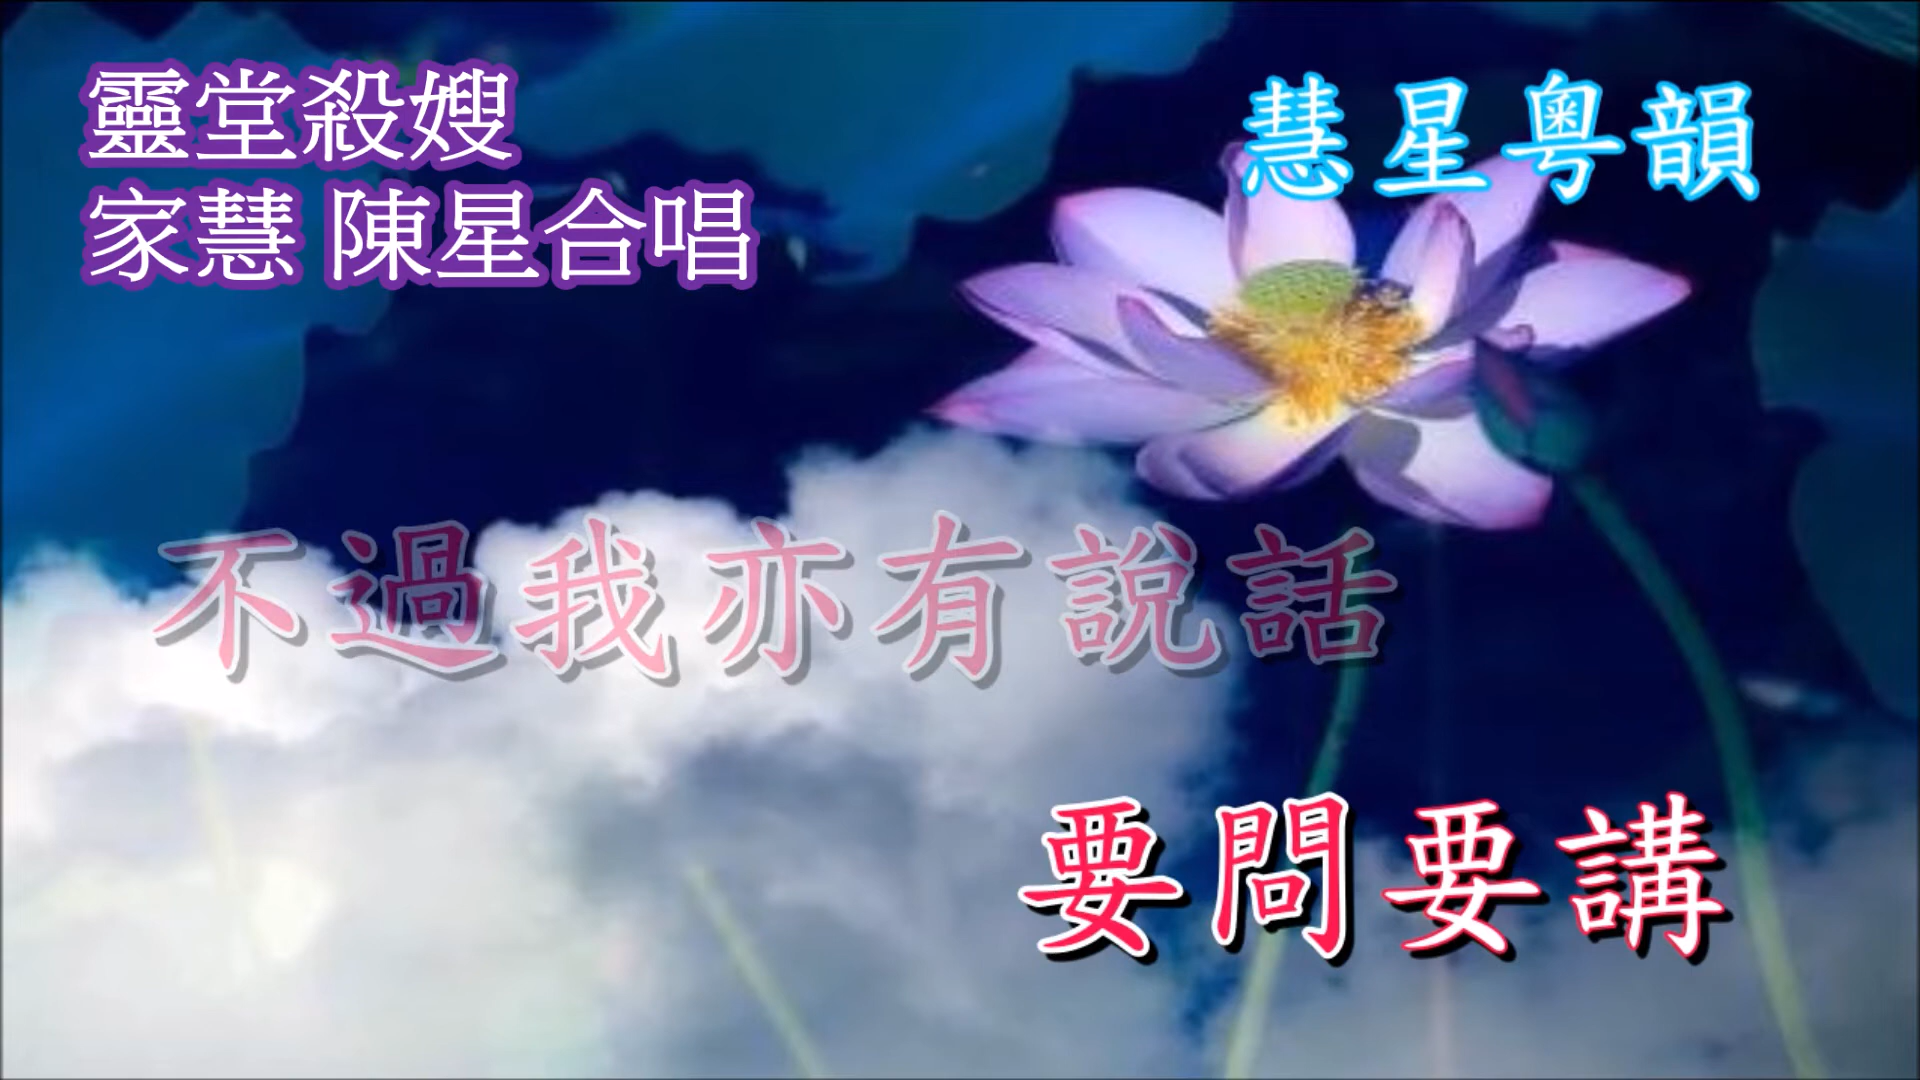 靈堂殺嫂
家慧 陳星合唱
慧星粵韻
不過我亦有說話
要問要講